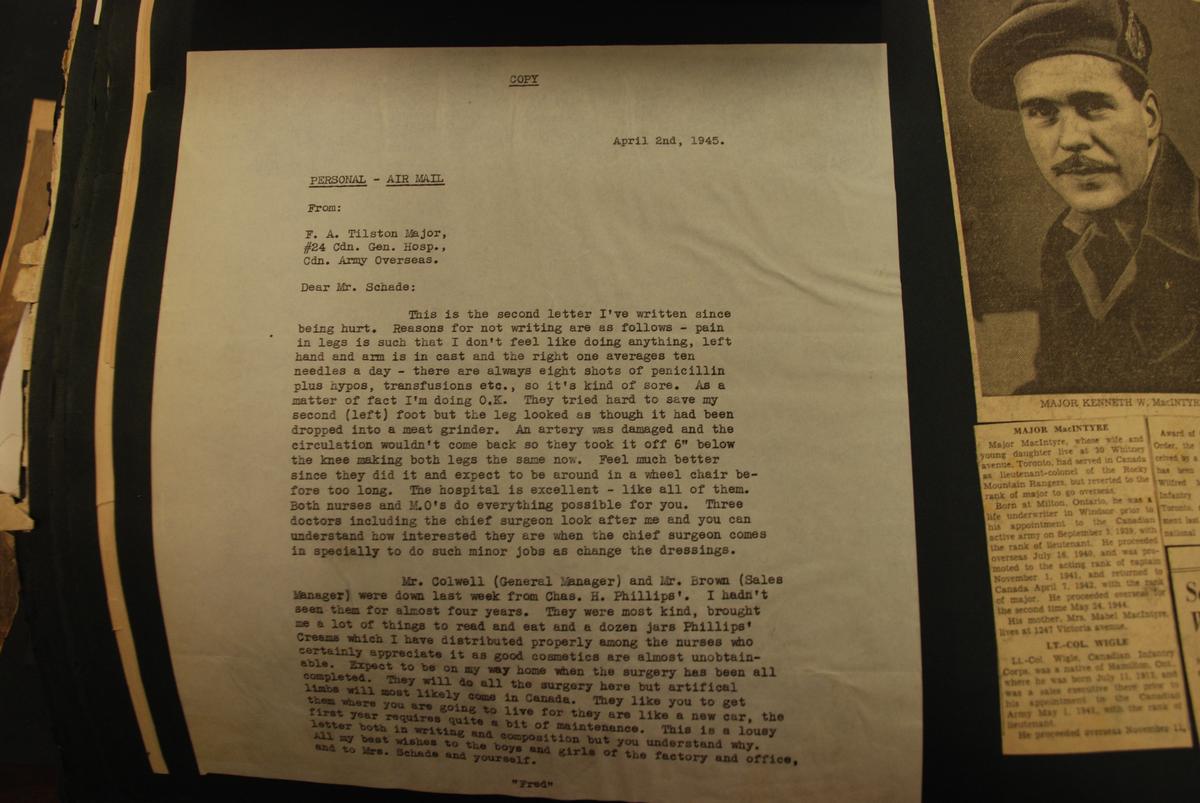 COPY
April 2nd, 1945.
PERSONAL - AIR MAIL
From:
F. A. Tilston Major,
#24 Cdn. Gen. Hosp.,
Cdn. Army Overseas.
Dear Mr. Schade:
This is the second letter I've written since
being hurt. Reasons for not writing are as follows - pain
in legs is such that I don't feel like doing anything, left
hand and arm is in cast and the right one averages ten
needles a day - there are always eight shots of penicillin
plus hypos, transfusions etc., so it's kind of sore. As a
matter of fact I'm doing O.K. They tried hard to save my
second (left) foot but the leg looked as though it had been
dropped into a meat grinder. An artery was damaged and the
circulation wouldn't come back so they took it off 6" below
the knee making both legs the same now. Feel much better
since they did it and expect to be around in a wheel chair be-
fore too long. The hospital is excellent - like all of them.
Both nurses and M.O's do everything possible for you. Three
doctors including the chief surgeon look after me and you can
understand how interested they are when the chief surgeon comes
in specially to do such minor jobs as change the dressings.
Mr. Colwell (General Manager) and Mr. Brown (Sales
Manager) were down last week from Chas. H. Phillips'. I hadn't
seen them for almost four years. They were most kind, brought
me a lot of things to read and eat and a dozen jars Phillips'
Creams which I have distributed properly among the nurses who
certainly appreciate it as good cosmetics are almost unobtain-
able. Expect to be on my way home when the surgery has been all
completed. They will do all the surgery here but artifical
limbs will most likely come in Canada. They like you to get
them where you are going to live for they are like a new car, the
first year requires quite a bit of maintenance. This is a lousy
letter both in writing and composition but you understand why.
All my best wishes to the boys and girls of the factory and office,
and to Mrs. Schade and yourself.
"Fred"
MAJOR KENNETH W. MacINTYR
MAJOR MacINTYRE
Major MacIntyre, whose wife and
young daughter live at 30 Whitney
avenue, Toronto, had served in Canada
as lieutenant-colonel of the Rocky
Mountain Rangers, but reverted to the
rank of major to go overseas.
Born at Milton, Ontario, he was a
life underwriter in Windsor prior to
his appointment to the Canadian
active army on September 3, 1939, with
the rank of lieutenant. He proceeded
overseas July 16, 1940, and was pro-
moted to the acting rank of captain
November 1, 1941, and returned to
Canada April 7, 1942, with the rank
of major. He proceeded overseas for
the second time May 24, 1944.
His mother, Mrs. Mabel MacIntyre,
lives at 1247 Victoria avenue.
LT.-COL. WIGLE
Lt.-Col. Wigle, Canadian Infantry
Corps, was a native of Hamilton, Ont.,
where he was born July 11, 1913, and
was a sales executive there prior to
his appointment to the Canadian
Army May 1, 1941, with the rank of
lieutenant.
He proceeded overseas November 11,
Award of
Order, the
ceived by a
has been
Wilfred
Infantry
Toronto,
ment
national